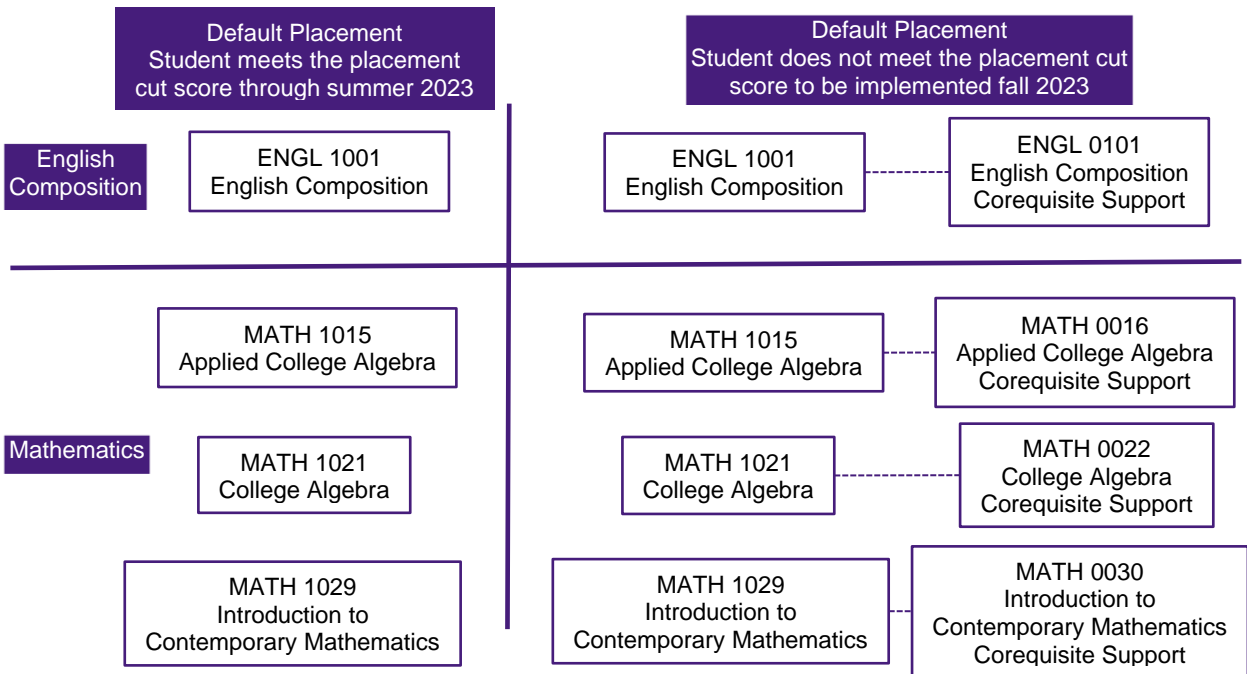 Default Placement
Student meets the placement
cut score through summer 2023
Default Placement
Student does not meet the placement cut
score to be implemented fall 2023
English
Composition
ENGL 1001
English Composition
ENGL 1001
English Composition
ENGL 0101
English Composition
Corequisite Support
Mathematics
MATH 1015
Applied College Algebra
MATH 1015
Applied College Algebra
MATH 0016
Applied College Algebra
Corequisite Support
MATH 1021
College Algebra
MATH 1021
College Algebra
MATH 0022
College Algebra
Corequisite Support
MATH 1029
Introduction to
Contemporary Mathematics
MATH 1029
Introduction to
Contemporary Mathematics
MATH 0030
Introduction to
Contemporary Mathematics
Corequisite Support